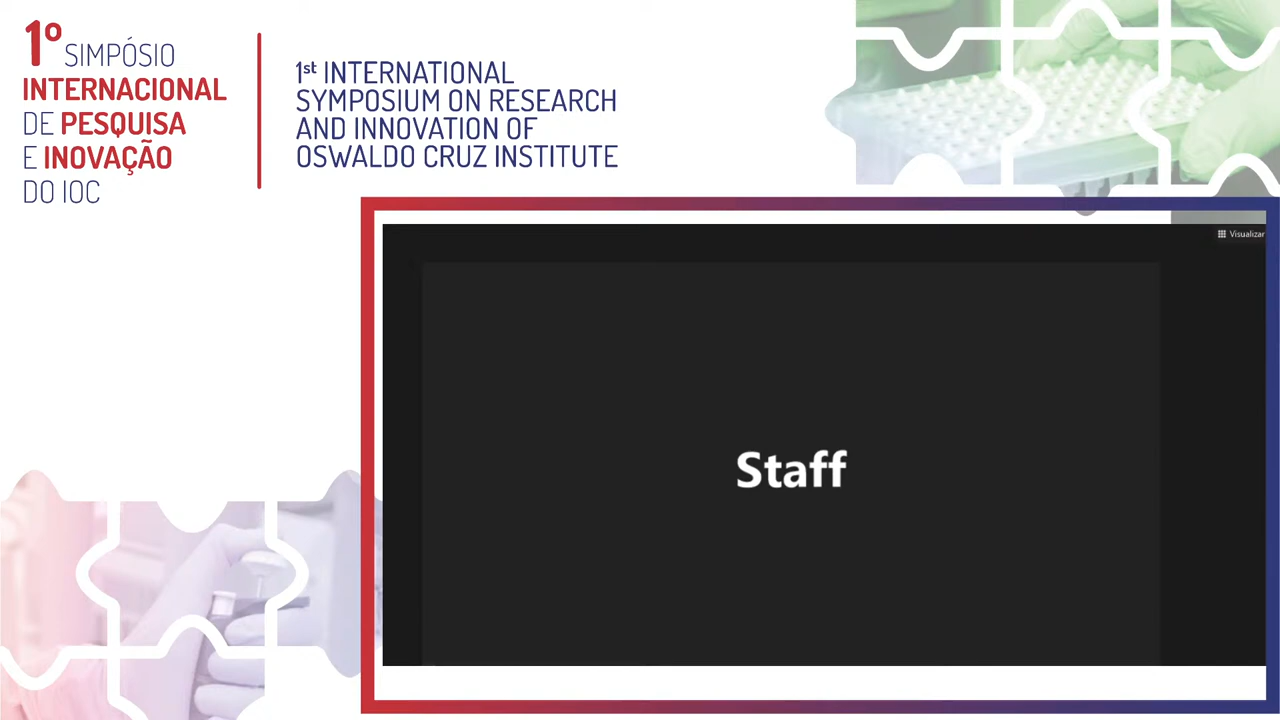 1º SIMPÓSIO
INTERNACIONAL
DE PESQUISA
E INOVAÇÃO
DO IOC
1st INTERNATIONAL
SYMPOSIUM ON RESEARCH
AND INNOVATION OF
OSWALDO CRUZ INSTITUTE
Visualizar
Staff